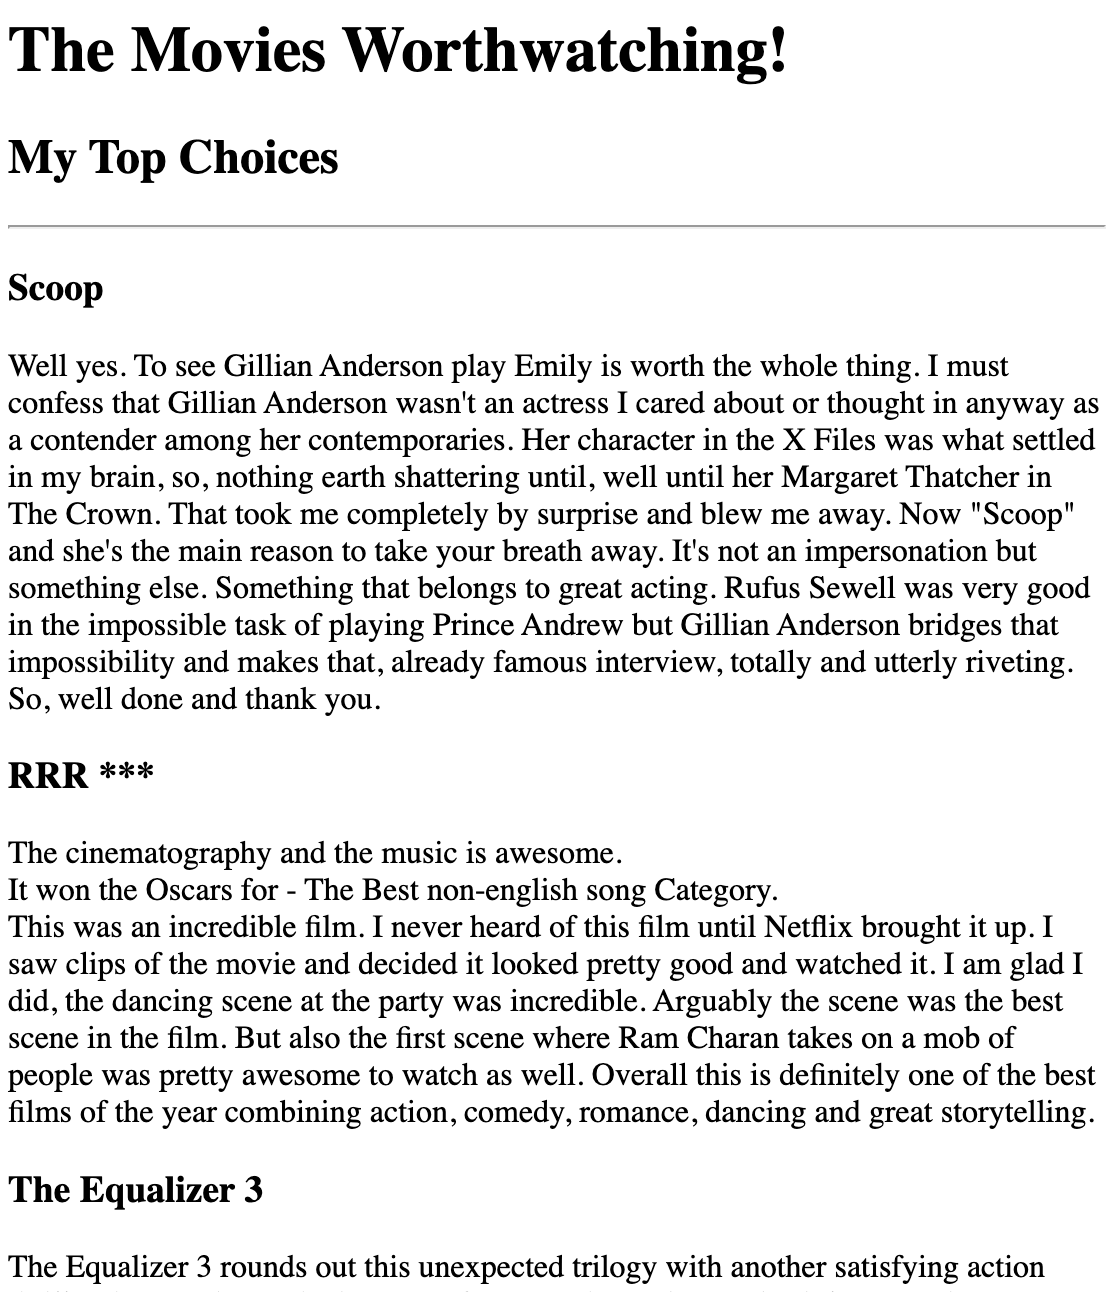 The Movies Worthwatching!
My Top Choices
Scoop
Well yes. To see Gillian Anderson play Emily is worth the whole thing. I must
confess that Gillian Anderson wasn't an actress I cared about or thought in anyway as
a contender among her contemporaries. Her character in the X Files was what settled
in my brain, so, nothing earth shattering until, well until her Margaret Thatcher in
The Crown. That took me completely by surprise and blew me away. Now "Scoop"
and she's the main reason to take your breath away. It's not an impersonation but
something else. Something that belongs to great acting. Rufus Sewell was very good
in the impossible task of playing Prince Andrew but Gillian Anderson bridges that
impossibility and makes that, already famous interview, totally and utterly riveting.
So, well done and thank you.
RRR ***
The cinematography and the music is awesome.
It won the Oscars for - The Best non-english song Category.
This was an incredible film. I never heard of this film until Netflix brought it up. I
saw clips of the movie and decided it looked pretty good and watched it. I am glad I
did, the dancing scene at the party was incredible. Arguably the scene was the best
scene in the film. But also the first scene where Ram Charan takes on a mob of
people was pretty awesome to watch as well. Overall this is definitely one of the best
films of the year combining action, comedy, romance, dancing and great storytelling.
The Equalizer 3
The Equalizer 3 rounds out this unexpected trilogy with another satisfying action